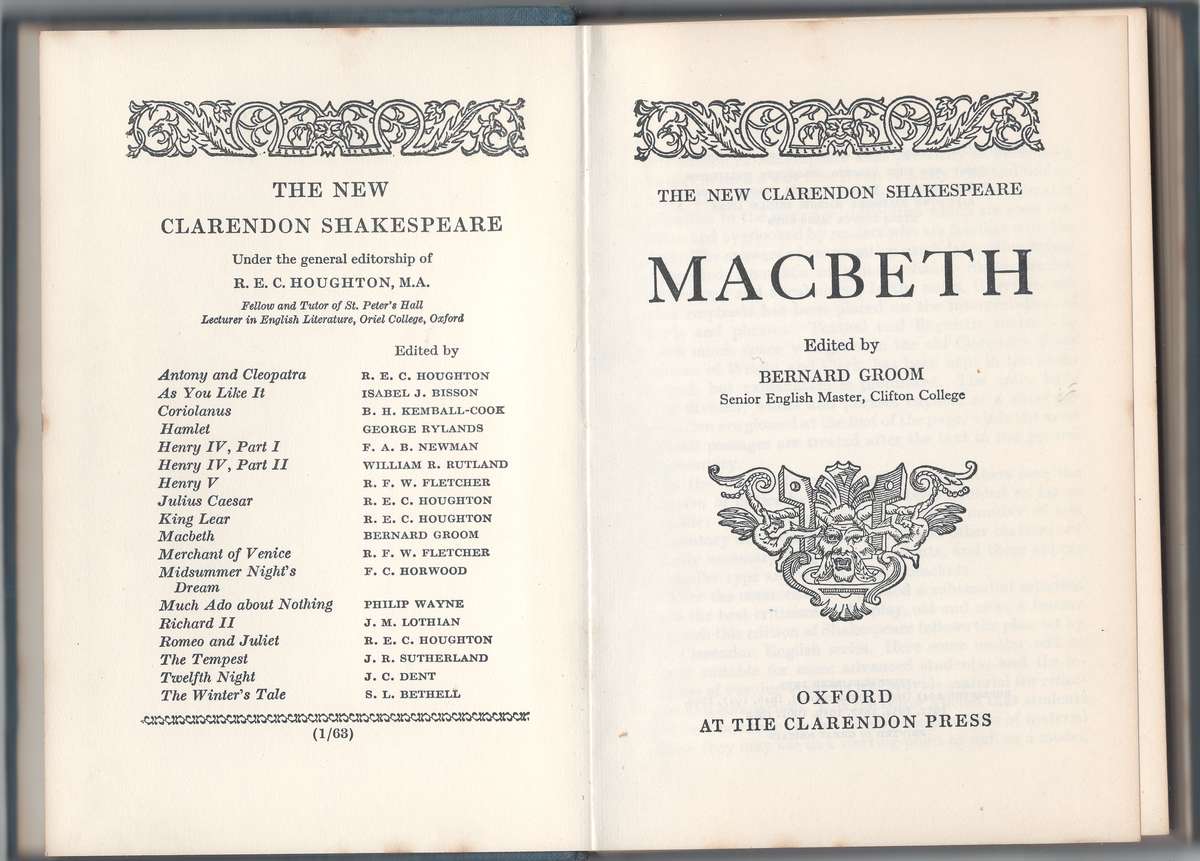 THE NEW
CLARENDON SHAKESPEARE
Under the general editorship of
R. E. C. HOUGHTON, M.A.
Fellow and Tutor of St. Peter's Hall
Lecturer in English Literature, Oriel College, Oxford
Edited by
Antony and Cleopatra R. E. C. HOUGHTON
As You Like It ISABEL J. BISSON
Coriolanus B. H. KEMBALL-COOK
Hamlet GEORGE RYLANDS
Henry IV, Part I F. A. B. NEWMAN
Henry IV, Part II WILLIAM R. RUTLAND
Henry V R. F. W. FLETCHER
Julius Caesar R. E. C. HOUGHTON
King Lear R. E. C. HOUGHTON
Macbeth BERNARD GROOM
Merchant of Venice R. F. W. FLETCHER
Midsummer Night's F. C. HORWOOD
Dream
Much Ado about Nothing PHILIP WAYNE
Richard II J. M. LOTHIAN
Romeo and Juliet R. E. C. HOUGHTON
The Tempest J. R. SUTHERLAND
Twelfth Night J. C. DENT
The Winter's Tale S. L. BETHELL
(1/63)
THE NEW CLARENDON SHAKESPEARE
MACBETH
Edited by
BERNARD GROOM
Senior English Master, Clifton College
OXFORD
AT THE CLARENDON PRESS